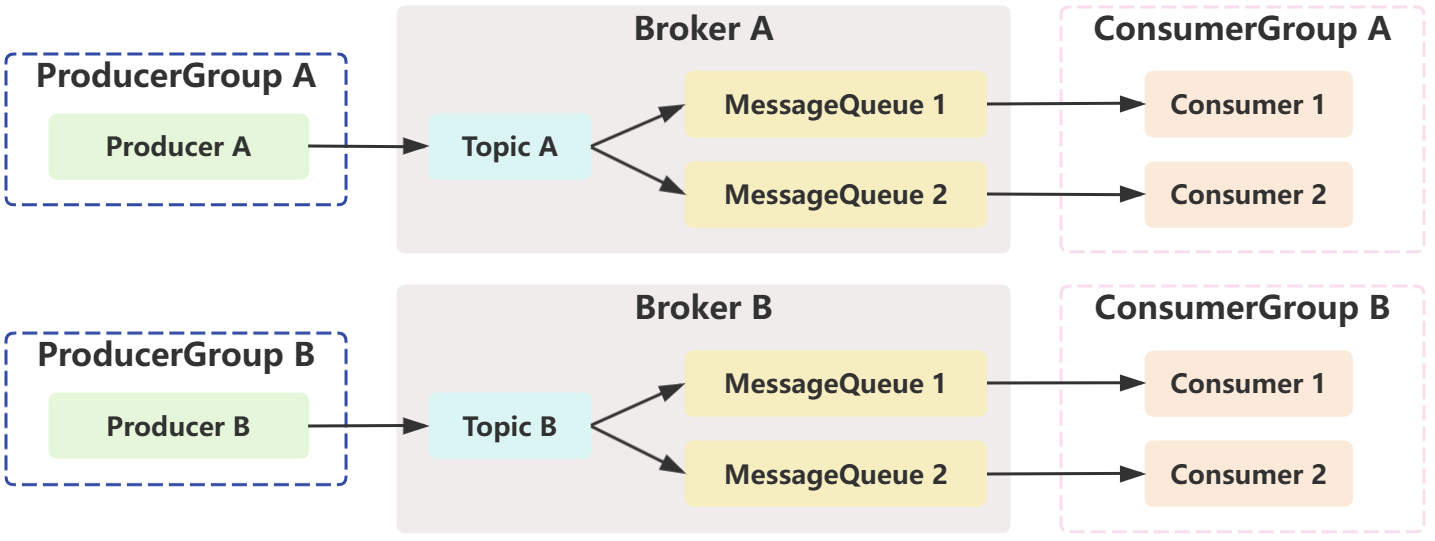 ProducerGroup A
Producer A
Broker A
Topic A
MessageQueue 1
MessageQueue 2
ConsumerGroup A
Consumer 1
Consumer 2
ProducerGroup B
Producer B
Broker B
Topic B
MessageQueue 1
MessageQueue 2
ConsumerGroup B
Consumer 1
Consumer 2